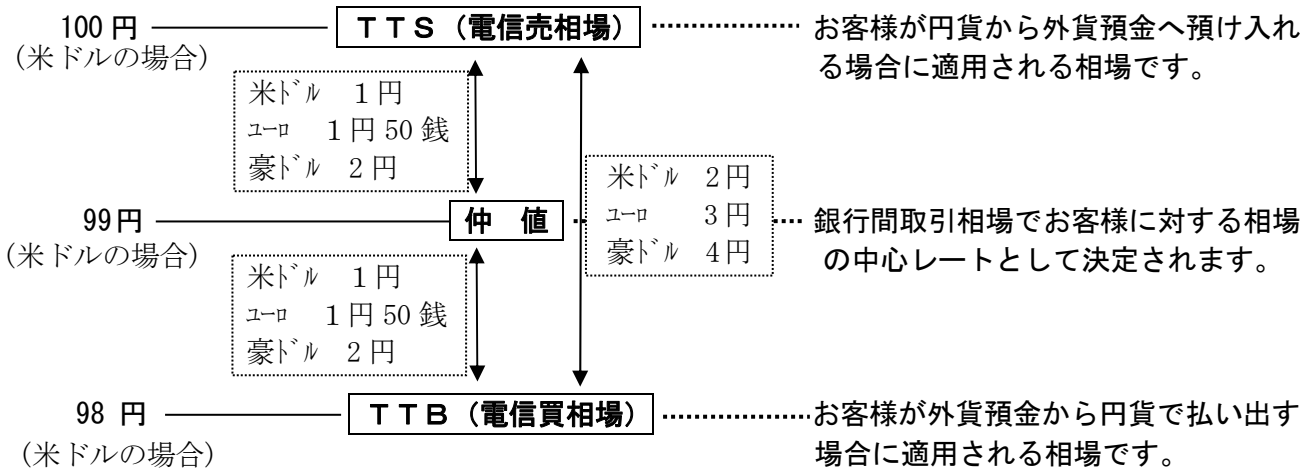 100 円
(米ドルの場合)
ＴＴＳ（電信売相場）
お客様が円貨から外貨預金へ預け入れ
る場合に適用される相場です。
米ﾄﾞﾙ １円
ﾕｰﾛ １円 50 銭
豪ﾄﾞﾙ ２円
99 円
(米ドルの場合)
仲 値
米ﾄﾞﾙ ２円
ﾕｰﾛ ３円
豪ﾄﾞﾙ ４円
銀行間取引相場でお客様に対する相場
の中心レートとして決定されます。
米ﾄﾞﾙ １円
ﾕｰﾛ １円 50 銭
豪ﾄﾞﾙ ２円
98 円
(米ドルの場合)
ＴＴＢ（電信買相場）
お客様が外貨預金から円貨で払い出す
場合に適用される相場です。